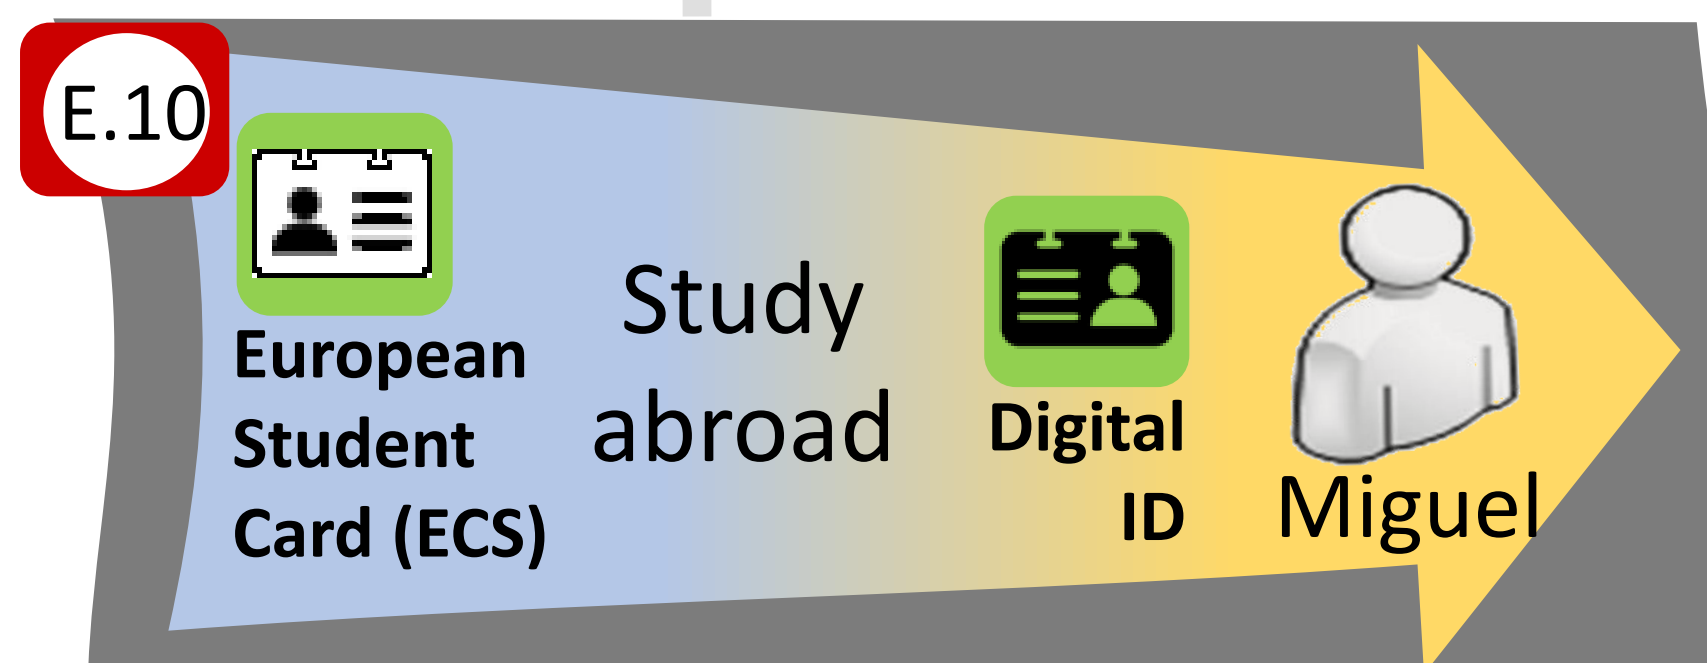 E.10
European
Student
Card (ECS)
Study
abroad
Digital
ID
Miguel